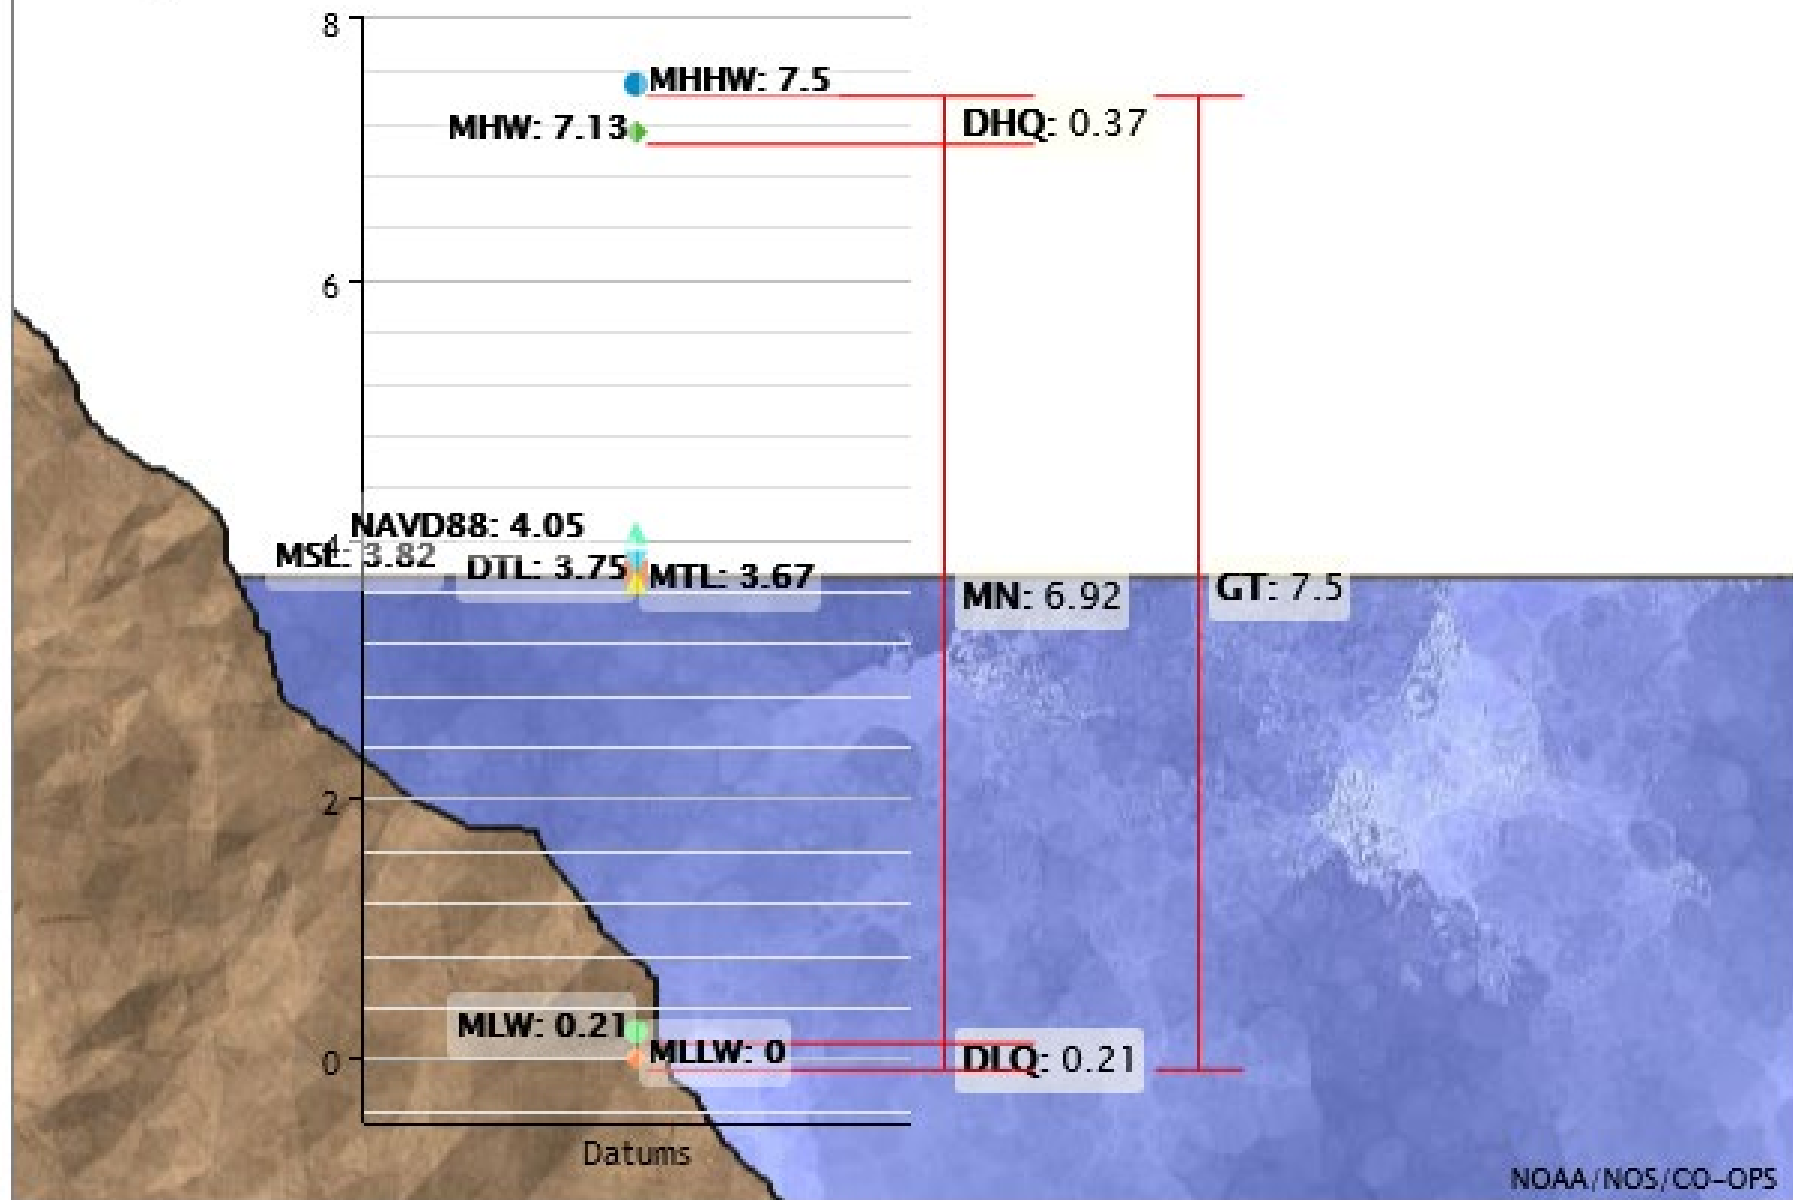 8
MHHW: 7.5
MHW: 7.13
DHQ: 0.37
6
NAVD88: 4.05
4
MSL: 3.82
DTL: 3.75
MTL: 3.67
MN: 6.92
GT: 7.5
2
MLW: 0.21
0
MLLW: 0
DLQ: 0.21
Datums
NOAA/NOS/CO-OPS